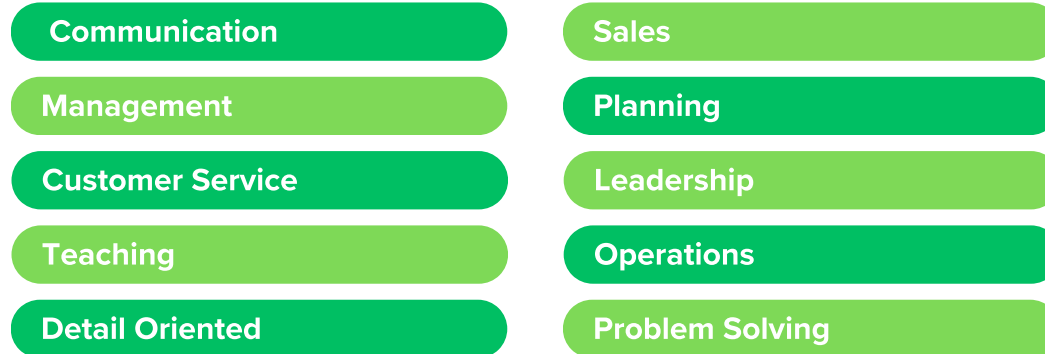 Communication
Management
Customer Service
Teaching
Detail Oriented
Sales
Planning
Leadership
Operations
Problem Solving